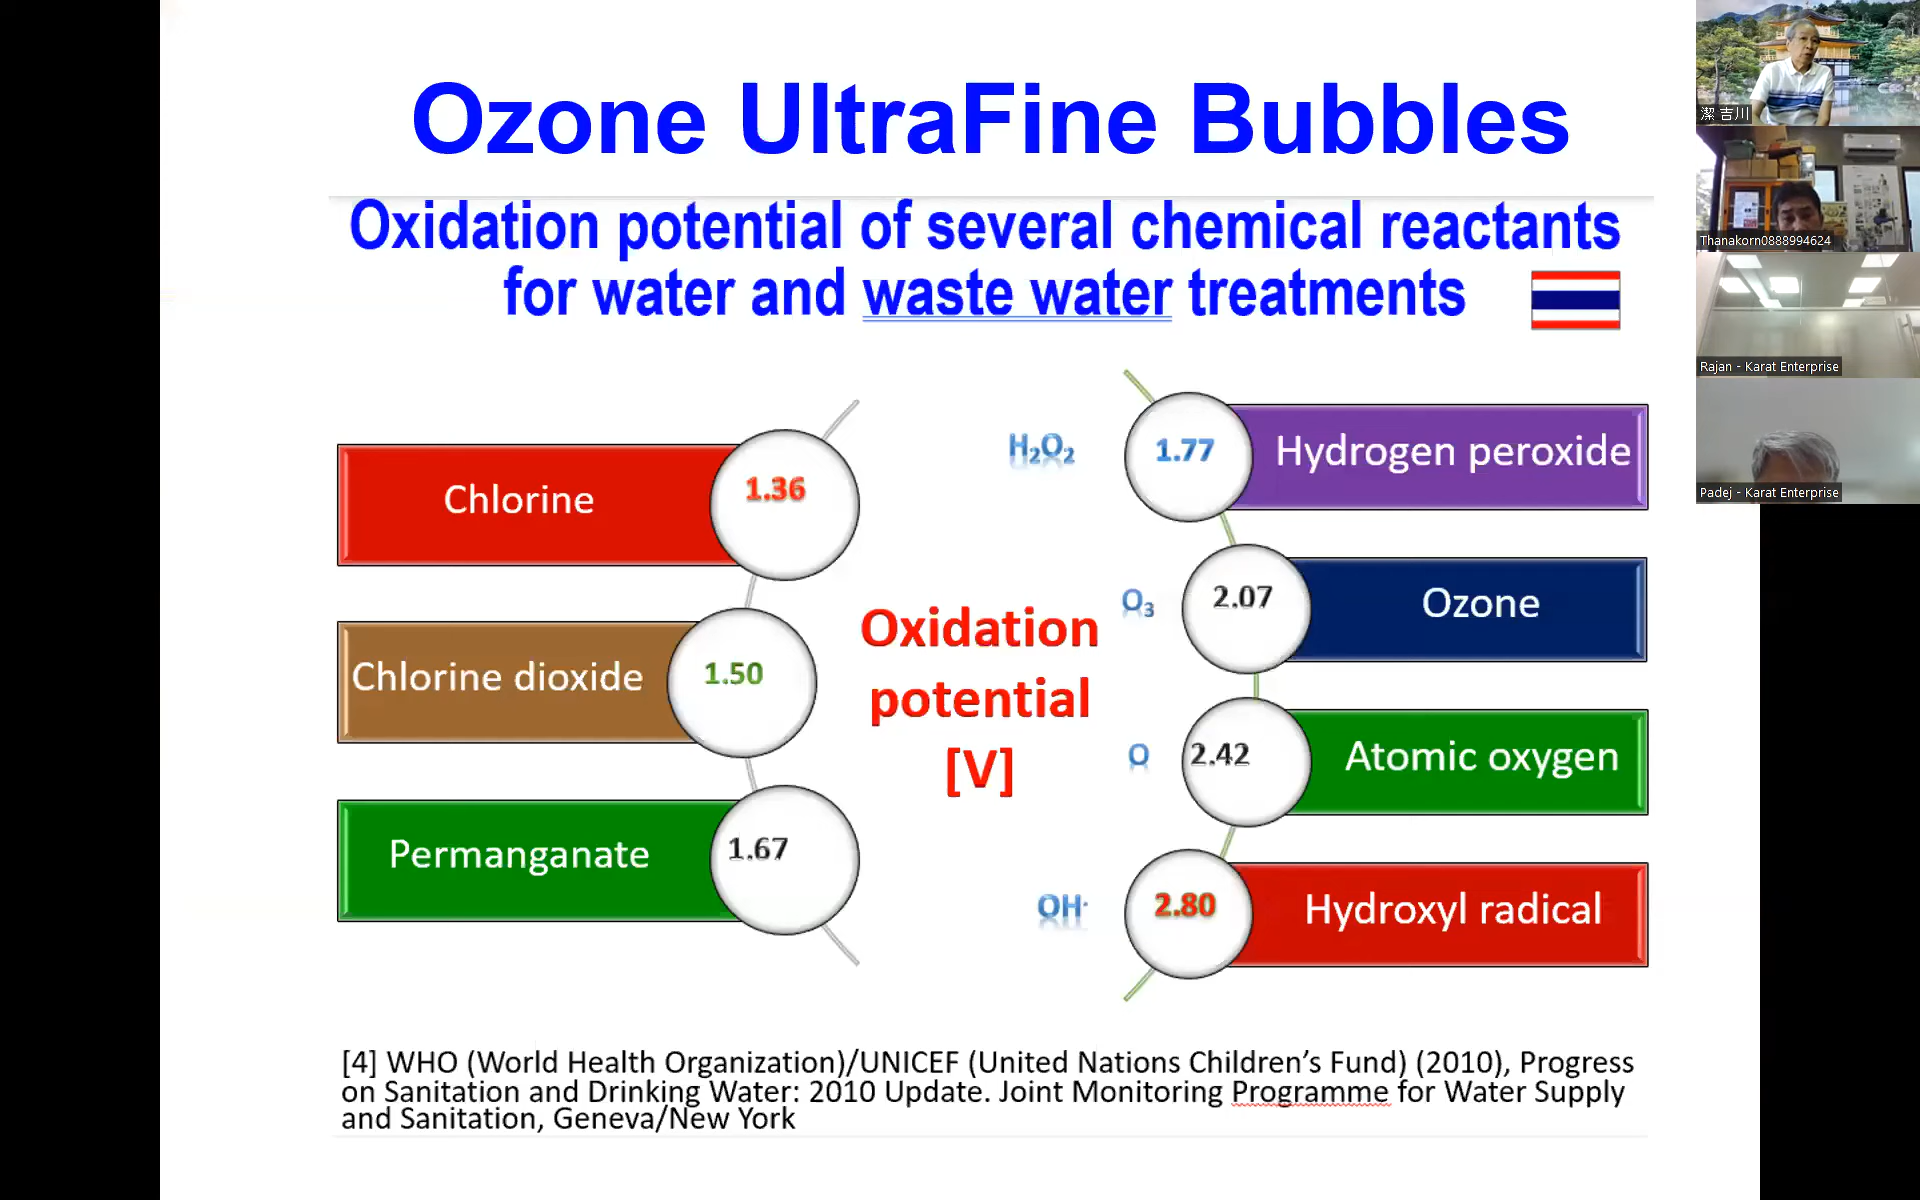 Ozone UltraFine Bubbles
Oxidation potential of several chemical reactants
for water and waste water treatments
Chlorine
1.36
Chlorine dioxide
1.50
Permanganate
1.67
Oxidation
potential
[V]
H₂O₂
1.77
Hydrogen peroxide
O₃
2.07
Ozone
O
2.42
Atomic oxygen
OH·
2.80
Hydroxyl radical
[4] WHO (World Health Organization)/UNICEF (United Nations Children’s Fund) (2010), Progress
on Sanitation and Drinking Water: 2010 Update. Joint Monitoring Programme for Water Supply
and Sanitation, Geneva/New York
潔 吉川
Thanakorn0888994624
Rajan - Karat Enterprise
Padej - Karat Enterprise